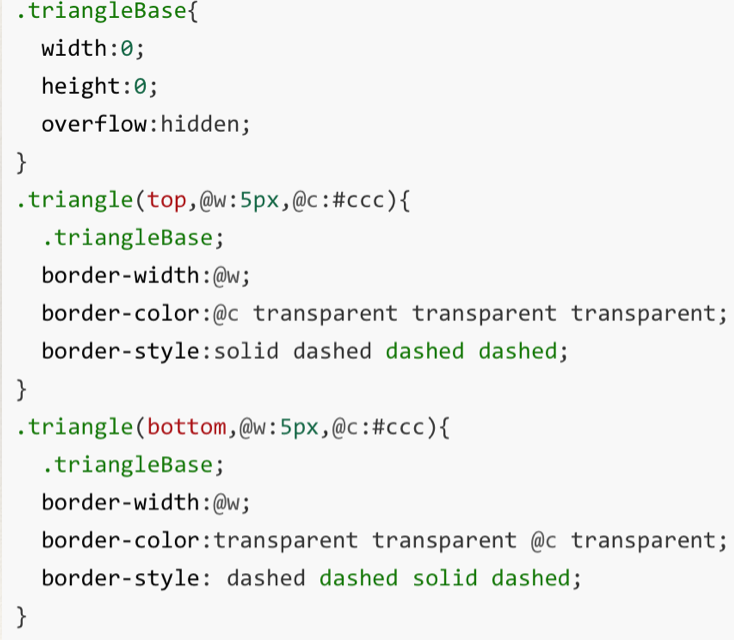 .triangleBase{
  width:0;
  height:0;
  overflow:hidden;
}
.triangle(top,@w:5px,@c:#ccc){
  .triangleBase;
  border-width:@w;
  border-color:@c transparent transparent transparent;
  border-style:solid dashed dashed dashed;
}
.triangle(bottom,@w:5px,@c:#ccc){
  .triangleBase;
  border-width:@w;
  border-color:transparent transparent @c transparent;
  border-style: dashed dashed solid dashed;
}